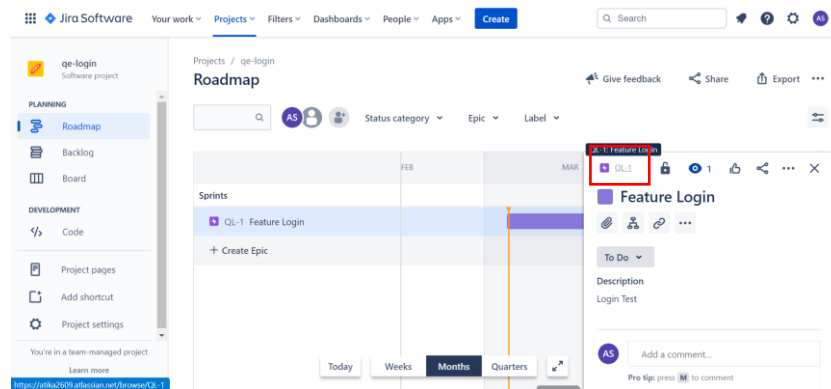 Jira Software Your work Projects Filters Dashboards People Apps Create Search AS
qe-login
Software project
PLANNING
Roadmap
Backlog
Board
DEVELOPMENT
Code
Project pages
Add shortcut
Project settings
You're in a team-managed project
Learn more
https://atika2609.atlassian.net/browse/QL-1
Projects / qe-login
Roadmap
Give feedback Share Export
AS Status category Epic Label
FEB MAR
Sprints
QL-1 Feature Login
+ Create Epic
Today Weeks Months Quarters
QL-1: Feature Login
QL-1 1
Feature Login
To Do
Description
Login Test
AS Add a comment...
Pro tip: press M to comment